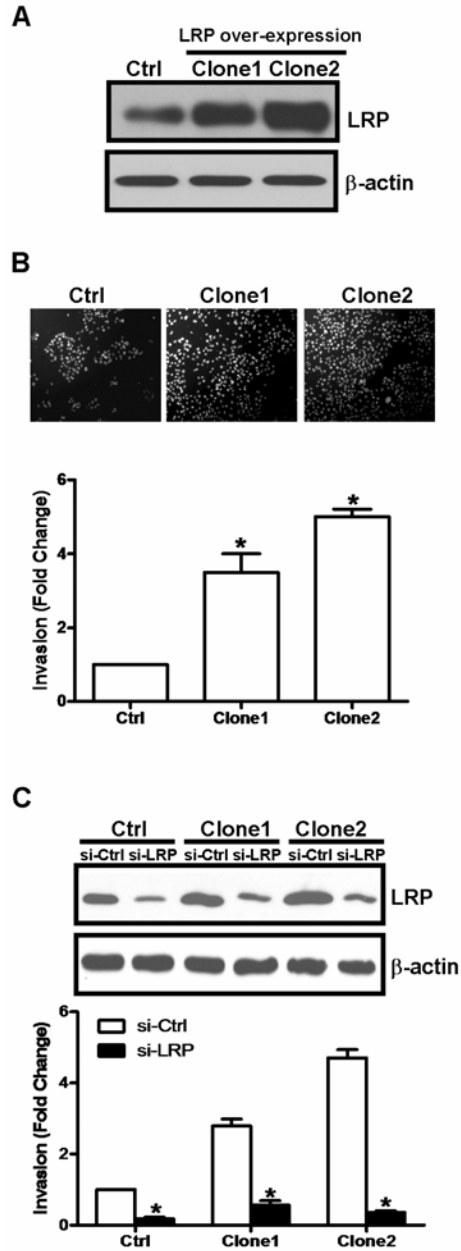 A
LRP over-expression
Ctrl Clone1 Clone2
LRP
β-actin
B
Ctrl Clone1 Clone2
6
4
2
0
Invasion (Fold Change)
* *
Ctrl Clone1 Clone2
C
Ctrl Clone1 Clone2
si-Ctrl si-LRP si-Ctrl si-LRP si-Ctrl si-LRP
LRP
β-actin
6
4
2
0
Invasion (Fold Change)
si-Ctrl
si-LRP
* * *
Ctrl Clone1 Clone2